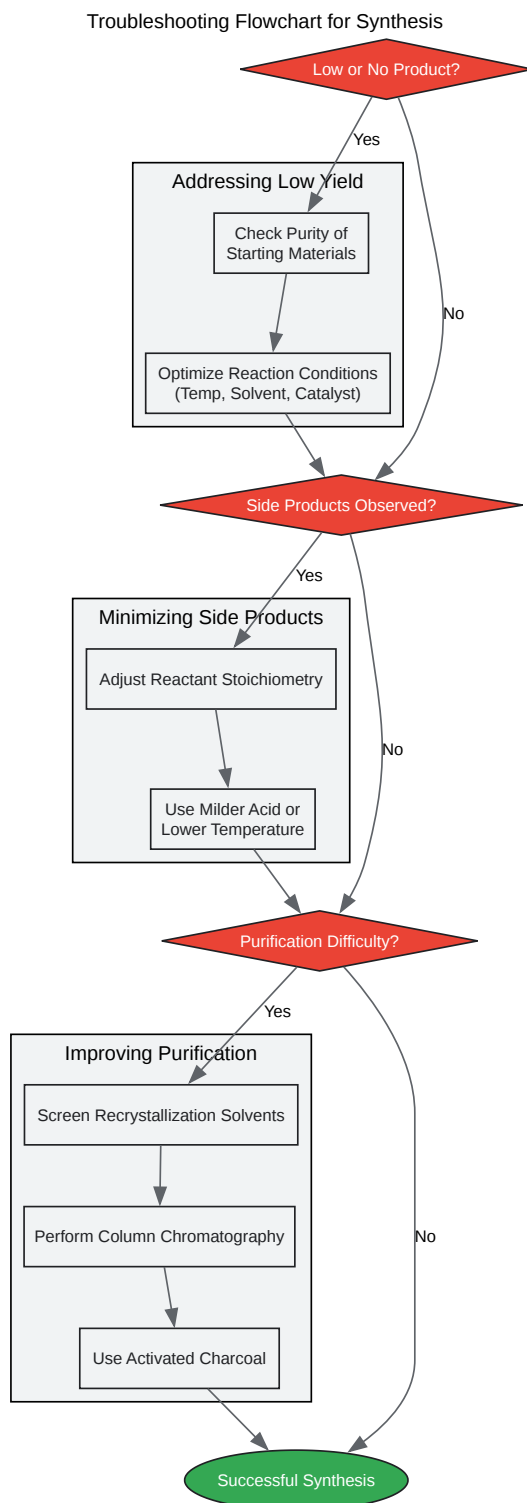 Troubleshooting Flowchart for Synthesis
Low or No Product?
Yes
Addressing Low Yield
Check Purity of
Starting Materials
No
Optimize Reaction Conditions
(Temp, Solvent, Catalyst)
Side Products Observed?
Yes
Minimizing Side Products
Adjust Reactant Stoichiometry
No
Use Milder Acid or
Lower Temperature
Purification Difficulty?
Yes
Improving Purification
Screen Recrystallization Solvents
Perform Column Chromatography
No
Use Activated Charcoal
Successful Synthesis